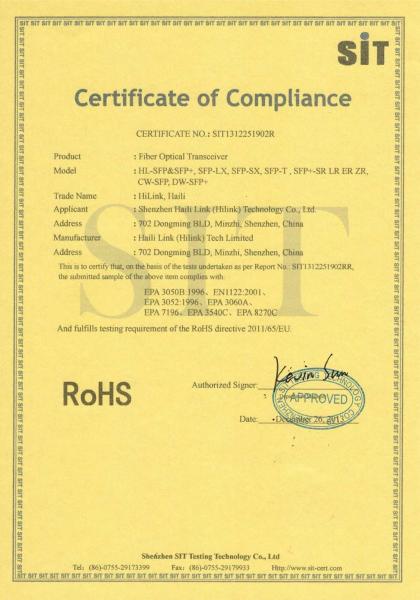 SIT
Certificate of Compliance
CERTIFICATE NO.: SIT1312251902R
Product : Fiber Optical Transceiver
Model : HL-SFP&SFP+, SFP-LX, SFP-SX, SFP-T , SFP+-SR LR ER ZR,
CW-SFP, DW-SFP+
Trade Name : HiLink, Haili
Applicant : Shenzhen Haili Link (Hilink) Technology Co., Ltd.
Address : 702 Dongming BLD, Minzhi, Shenzhen, China
Manufacturer : Haili Link (Hilink) Tech Limited
Address : 702 Dongming BLD, Minzhi, Shenzhen, China
This is to certify that, on the basis of the tests undertaken as per Report No.: SIT1312251902RR,
the submitted sample of the above item complies with:
EPA 3050B:1996、EN1122:2001、
EPA 3052:1996、EPA 3060A、
EPA 7196、EPA 3540C、EPA 8270C
And fulfills testing requirement of the RoHS directive 2011/65/EU.
RoHS
Authorized Signer: Kevin Sun
APPROVED
Date: December 26, 2013
Shenzhen SIT Testing Technology Co., Ltd
Tel: (86)-0755-29173399 Fax: (86)-0755-29179933 Http://www.sit-cert.com